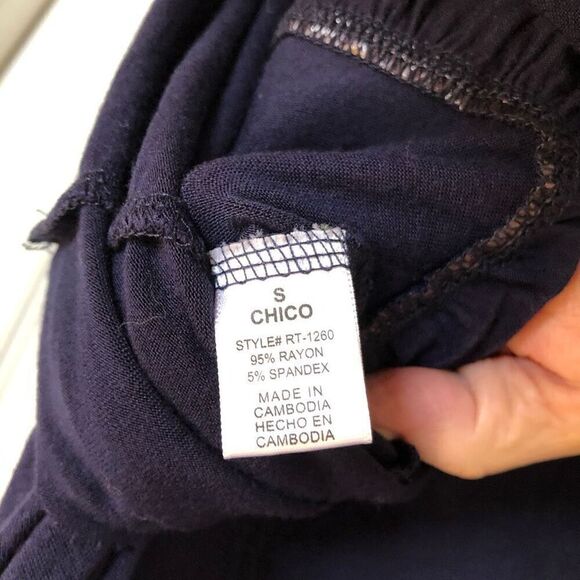 S
CHICO
STYLE# RT-1260
95% RAYON
5% SPANDEX
MADE IN
CAMBODIA
HECHO EN
CAMBODIA